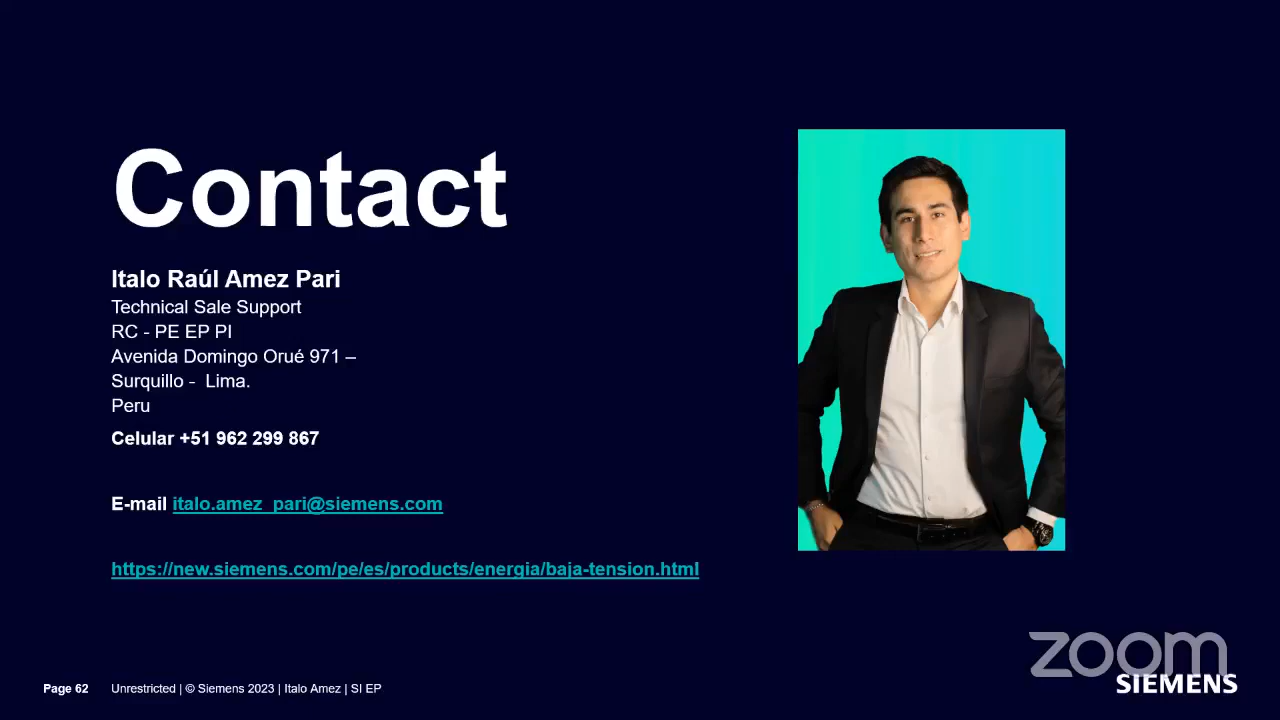 Contact
Italo Raúl Amez Pari
Technical Sale Support
RC - PE EP PI
Avenida Domingo Orué 971 –
Surquillo - Lima.
Peru
Celular +51 962 299 867
E-mail italo.amez_pari@siemens.com
https://new.siemens.com/pe/es/products/energia/baja-tension.html
zoom
SIEMENS
Page 62 Unrestricted | © Siemens 2023 | Italo Amez | SI EP